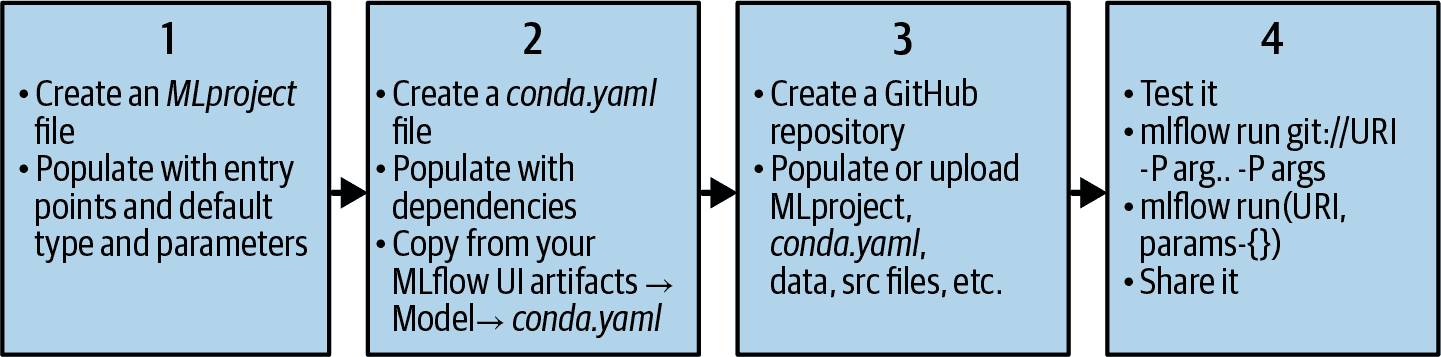 1
• Create an MLproject
file
• Populate with entry
points and default
type and parameters
2
• Create a conda.yaml
file
• Populate with
dependencies
• Copy from your
MLflow UI artifacts →
Model→ conda.yaml
3
• Create a GitHub
repository
• Populate or upload
MLproject,
conda.yaml,
data, src files, etc.
4
• Test it
• mlflow run git://URI
-P arg.. -P args
• mlflow run(URI,
params-{})
• Share it